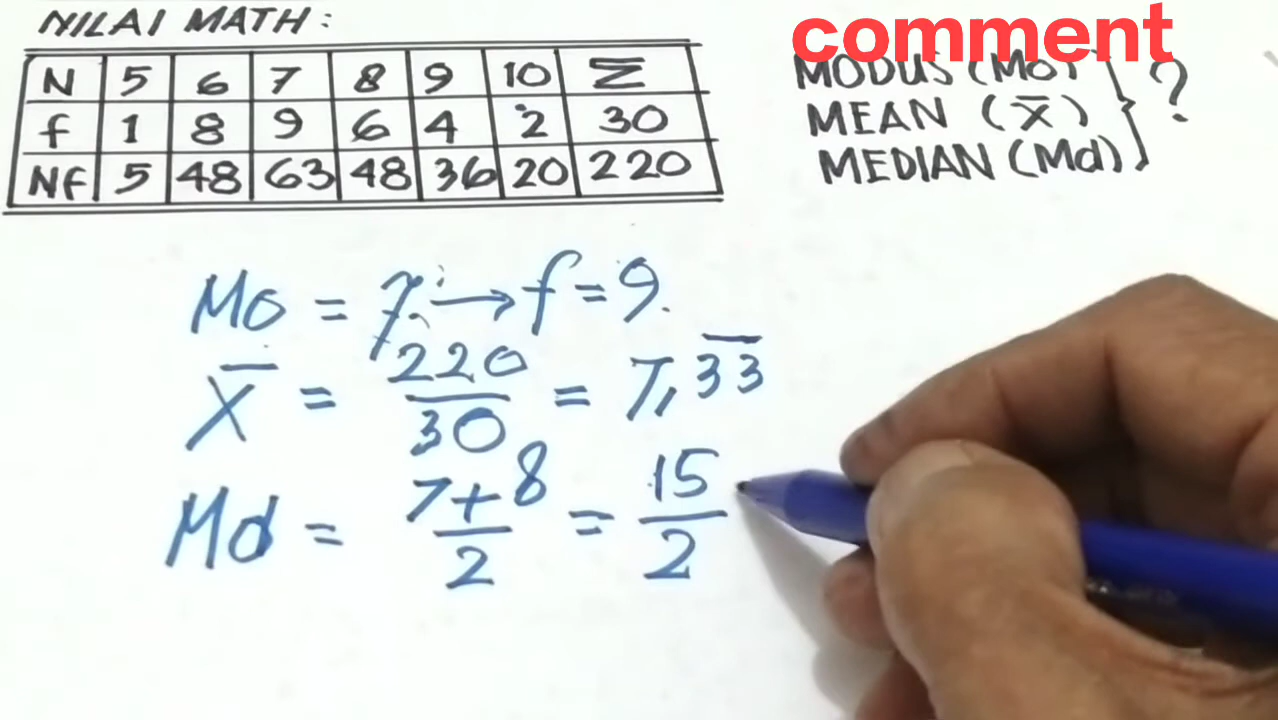 NILAI MATH:
comment
MODUS (Mo)
MEAN (x̄)
MEDIAN (Md)
?
N 5 6 7 8 9 10 Σ
f 1 8 9 6 4 2 30
Nf 5 48 63 48 36 20 220
Mo = 7 → f = 9.
X̅ = 220/30 = 7,3̅3̅
Md = 7+8/2 = 15/2